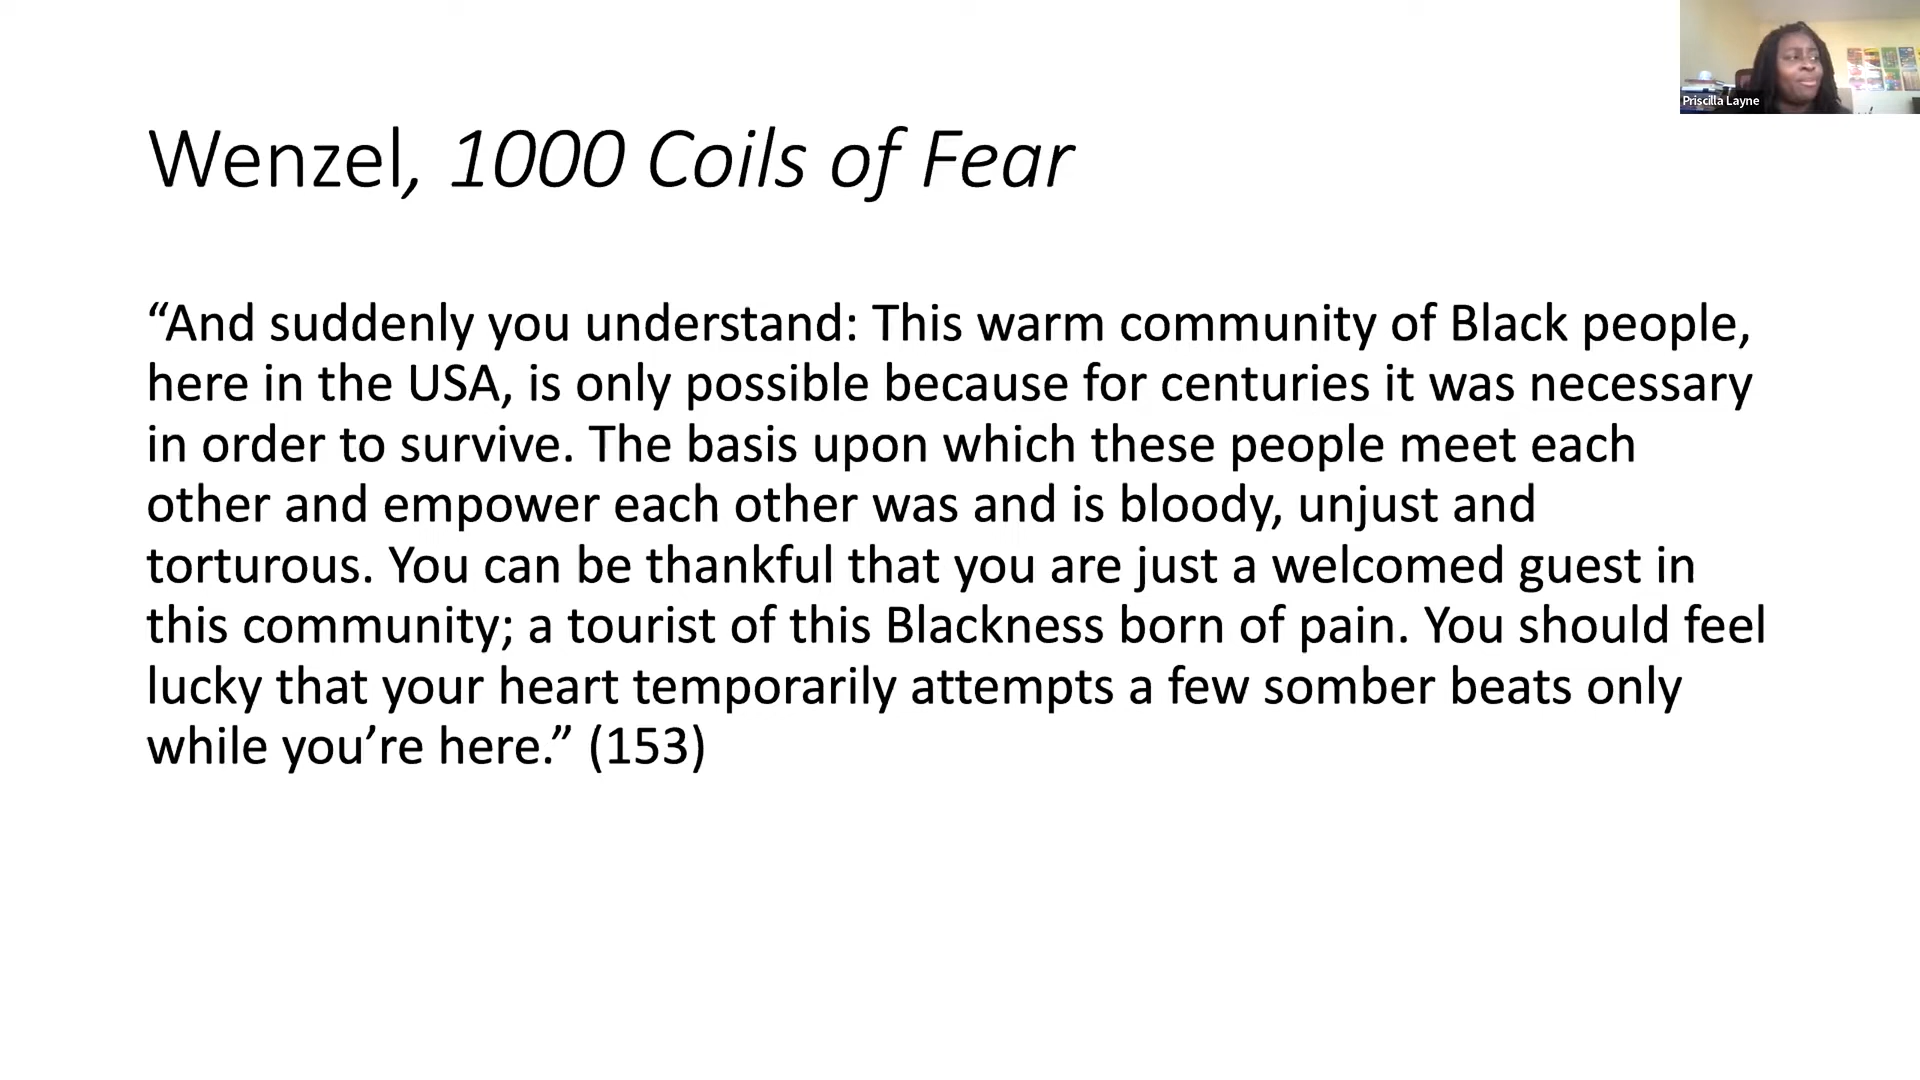 Priscilla Layne
Wenzel, 1000 Coils of Fear
“And suddenly you understand: This warm community of Black people,
here in the USA, is only possible because for centuries it was necessary
in order to survive. The basis upon which these people meet each
other and empower each other was and is bloody, unjust and
torturous. You can be thankful that you are just a welcomed guest in
this community; a tourist of this Blackness born of pain. You should feel
lucky that your heart temporarily attempts a few somber beats only
while you’re here.” (153)